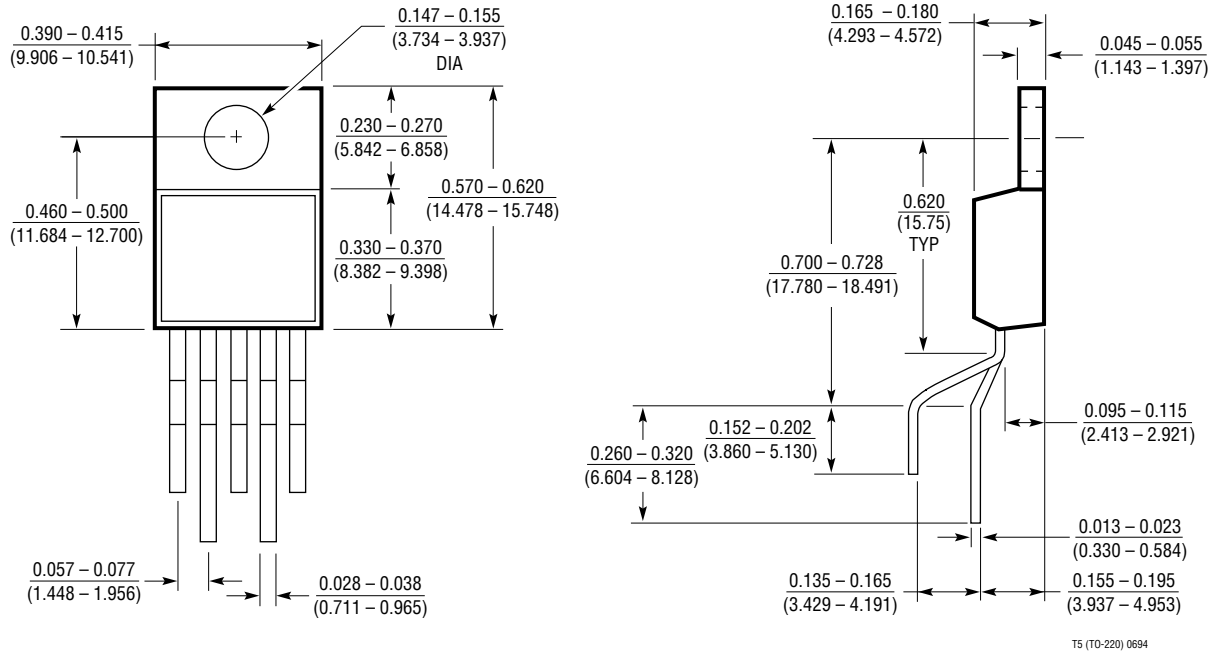 0.390 – 0.415
(9.906 – 10.541)
0.147 – 0.155
(3.734 – 3.937)
DIA
0.230 – 0.270
(5.842 – 6.858)
0.570 – 0.620
(14.478 – 15.748)
0.460 – 0.500
(11.684 – 12.700)
0.330 – 0.370
(8.382 – 9.398)
0.057 – 0.077
(1.448 – 1.956)
0.028 – 0.038
(0.711 – 0.965)
0.165 – 0.180
(4.293 – 4.572)
0.045 – 0.055
(1.143 – 1.397)
0.620
(15.75)
TYP
0.700 – 0.728
(17.780 – 18.491)
0.095 – 0.115
(2.413 – 2.921)
0.152 – 0.202
(3.860 – 5.130)
0.260 – 0.320
(6.604 – 8.128)
0.013 – 0.023
(0.330 – 0.584)
0.135 – 0.165
(3.429 – 4.191)
0.155 – 0.195
(3.937 – 4.953)
T5 (TO-220) 0694